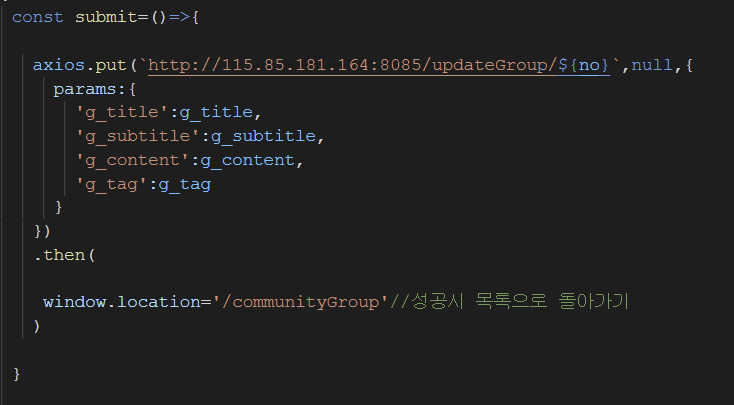 const submit=()=>{
axios.put(`http://115.85.181.164:8085/updateGroup/${no}`,null,{
params:{
'g_title':g_title,
'g_subtitle':g_subtitle,
'g_content':g_content,
'g_tag':g_tag
}
})
.then(
window.location='/communityGroup'//성공시 목록으로 돌아가기
)
}